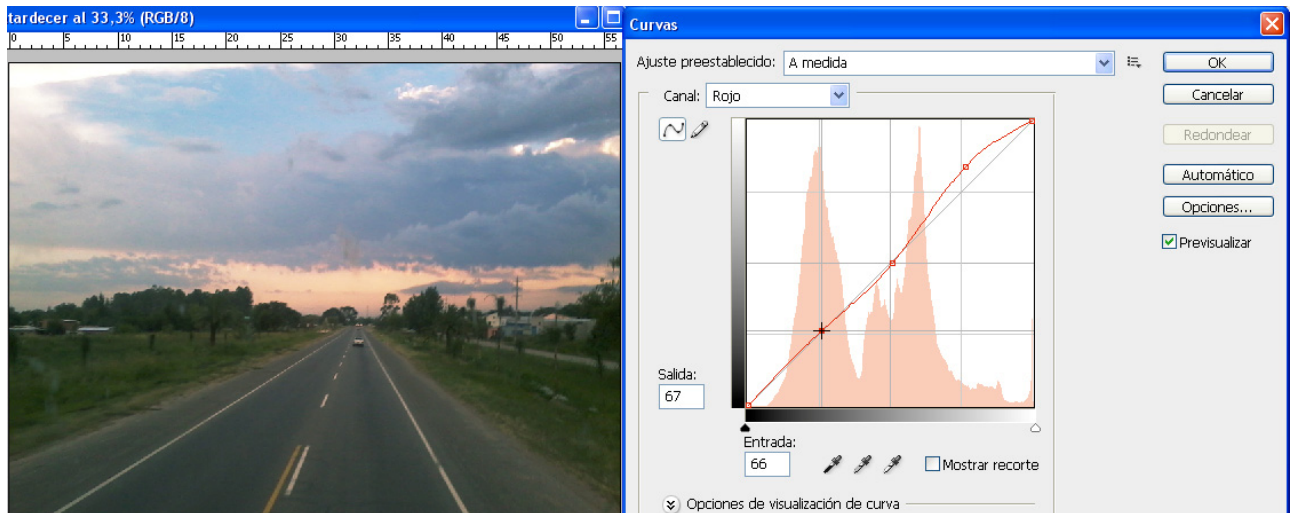 tardecer al 33,3% (RGB/8)
0 5 10 15 20 25 30 35 40 45 50 55
Curvas
Ajuste preestablecido: A medida
OK
Canal: Rojo
Cancelar
Redondear
Automático
Opciones...
Previsualizar
Salida:
67
Entrada:
66
Mostrar recorte
Opciones de visualización de curva